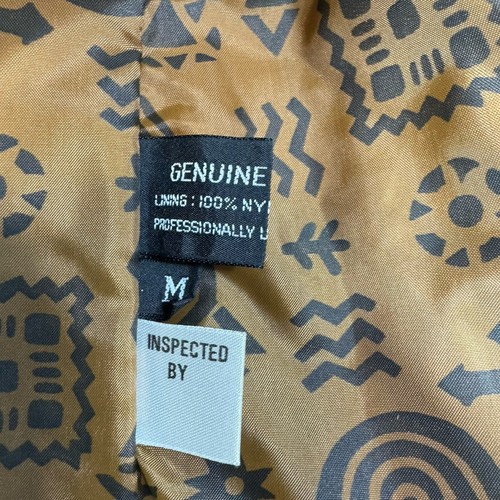 GENUINE
LINING: 100% NY
PROFESSIONALLY
M
INSPECTED
BY